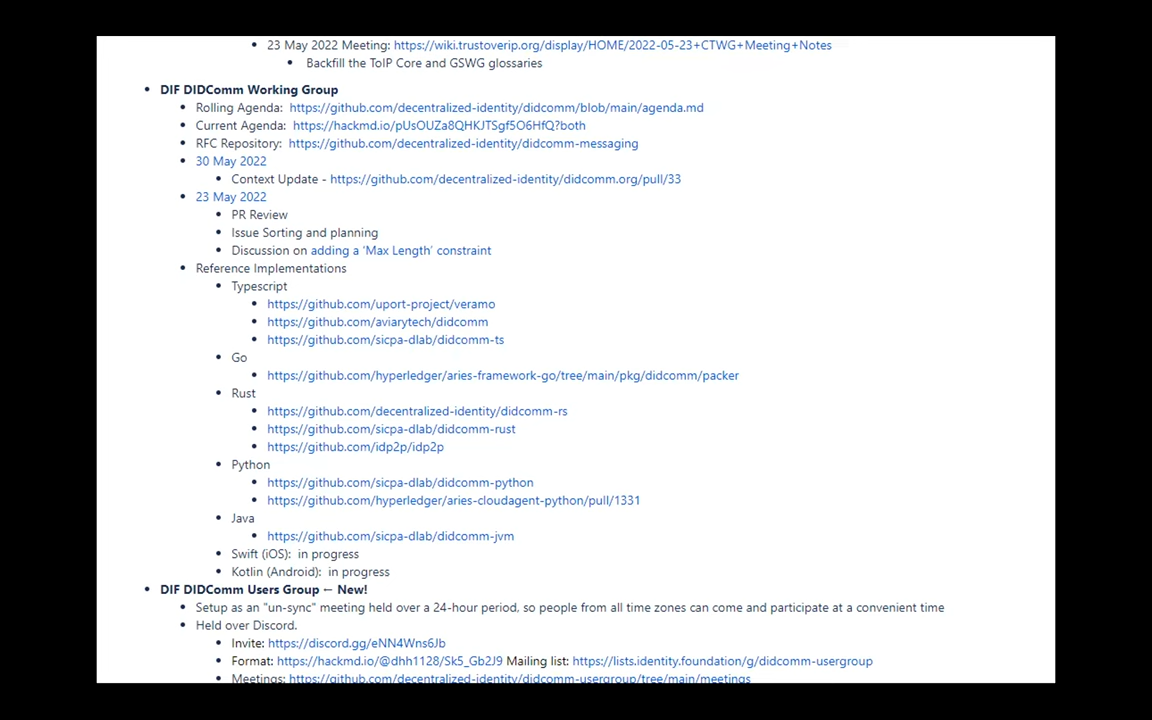 23 May 2022 Meeting: https://wiki.trustoverip.org/display/HOME/2022-05-23+CTWG+Meeting+Notes
Backfill the ToIP Core and GSWG glossaries
DIF DIDComm Working Group
Rolling Agenda: https://github.com/decentralized-identity/didcomm/blob/main/agenda.md
Current Agenda: https://hackmd.io/pUsOUZa8QHKJTSgf5O6HfQ?both
RFC Repository: https://github.com/decentralized-identity/didcomm-messaging
30 May 2022
Context Update - https://github.com/decentralized-identity/didcomm.org/pull/33
23 May 2022
PR Review
Issue Sorting and planning
Discussion on adding a 'Max Length' constraint
Reference Implementations
Typescript
https://github.com/uport-project/veramo
https://github.com/aviarytech/didcomm
https://github.com/sicpa-dlab/didcomm-ts
Go
https://github.com/hyperledger/aries-framework-go/tree/main/pkg/didcomm/packer
Rust
https://github.com/decentralized-identity/didcomm-rs
https://github.com/sicpa-dlab/didcomm-rust
https://github.com/idp2p/idp2p
Python
https://github.com/sicpa-dlab/didcomm-python
https://github.com/hyperledger/aries-cloudagent-python/pull/1331
Java
https://github.com/sicpa-dlab/didcomm-jvm
Swift (iOS): in progress
Kotlin (Android): in progress
DIF DIDComm Users Group ← New!
Setup as an "un-sync" meeting held over a 24-hour period, so people from all time zones can come and participate at a convenient time
Held over Discord.
Invite: https://discord.gg/eNN4Wns6Jb
Format: https://hackmd.io/@dhh1128/Sk5_Gb2J9 Mailing list: https://lists.identity.foundation/g/didcomm-usergroup
Meetings: https://github.com/decentralized-identity/didcomm-usergroup/tree/main/meetings